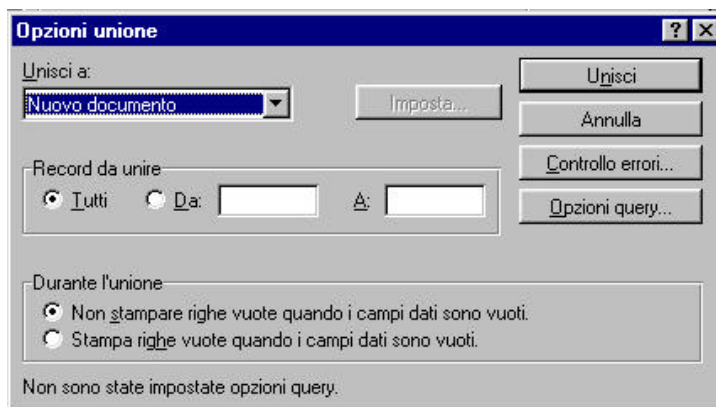 Opzioni unione
Unisci a:
Nuovo documento
Imposta...
Unisci
Annulla
Controllo errori...
Opzioni query...
Record da unire
Tutti Da: A:
Durante l'unione
Non stampare righe vuote quando i campi dati sono vuoti.
Stampa righe vuote quando i campi dati sono vuoti.
Non sono state impostate opzioni query.